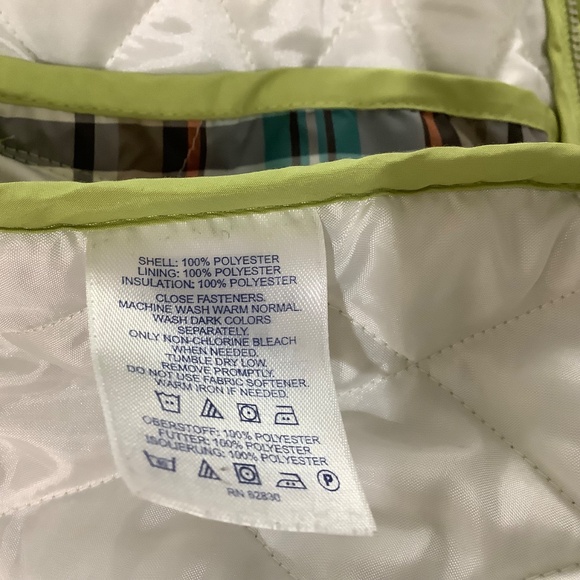 SHELL: 100% POLYESTER
LINING: 100% POLYESTER
INSULATION: 100% POLYESTER
CLOSE FASTENERS.
MACHINE WASH WARM NORMAL.
WASH DARK COLORS
SEPARATELY.
ONLY NON-CHLORINE BLEACH
WHEN NEEDED.
TUMBLE DRY LOW.
REMOVE PROMPTLY.
DO NOT USE FABRIC SOFTENER.
WARM IRON IF NEEDED.
OBERSTOFF: 100% POLYESTER
FUTTER: 100% POLYESTER
ISOLIERUNG: 100% POLYESTER
P
RN 82830